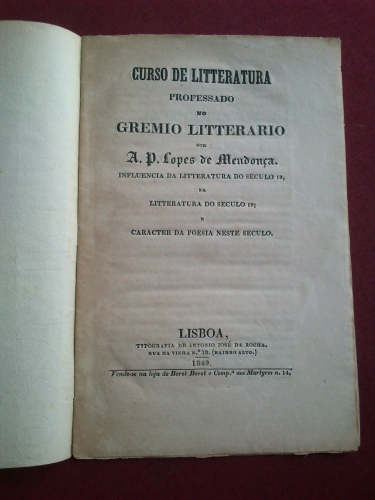 CURSO DE LITTERATURA
PROFESSADO
NO
GREMIO LITTERARIO
POR
A. P. Lopes de Mendonça.
INFLUENCIA DA LITTERATURA DO SECULO 18,
NA
LITTERATURA DO SECULO 19;
E
CARACTER DA POESIA NESTE SECULO.
LISBOA,
TYPOGRAFIA DE ANTONIO JOSÉ DA ROCHA,
RUA DA VINHA N.º 38. (BAIRRO ALTO.)
1849.
Vende-se na loja de Borel Borel e Comp.ª aos Martyres n. 14.